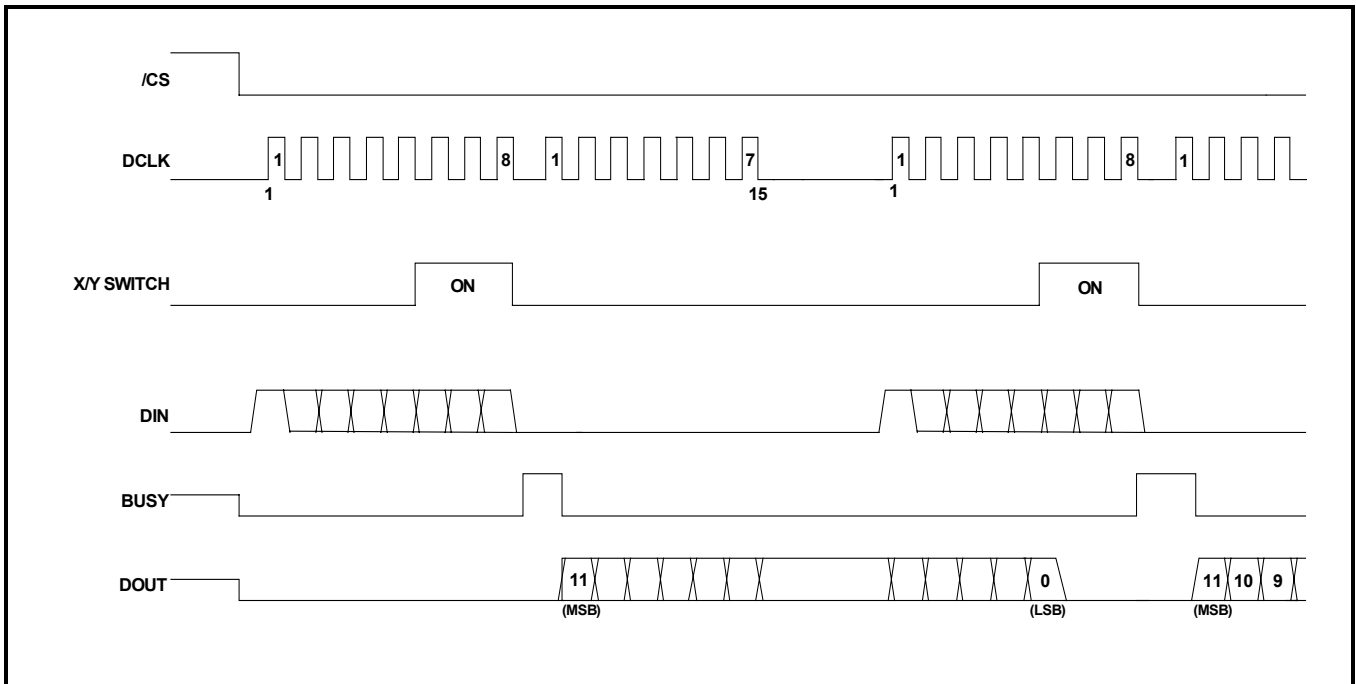 /CS
DCLK
1 8 1 7 1 8 1
1 15 1
X/Y SWITCH
ON ON
DIN
BUSY
DOUT
11 0 11 10 9
(MSB) (LSB) (MSB)